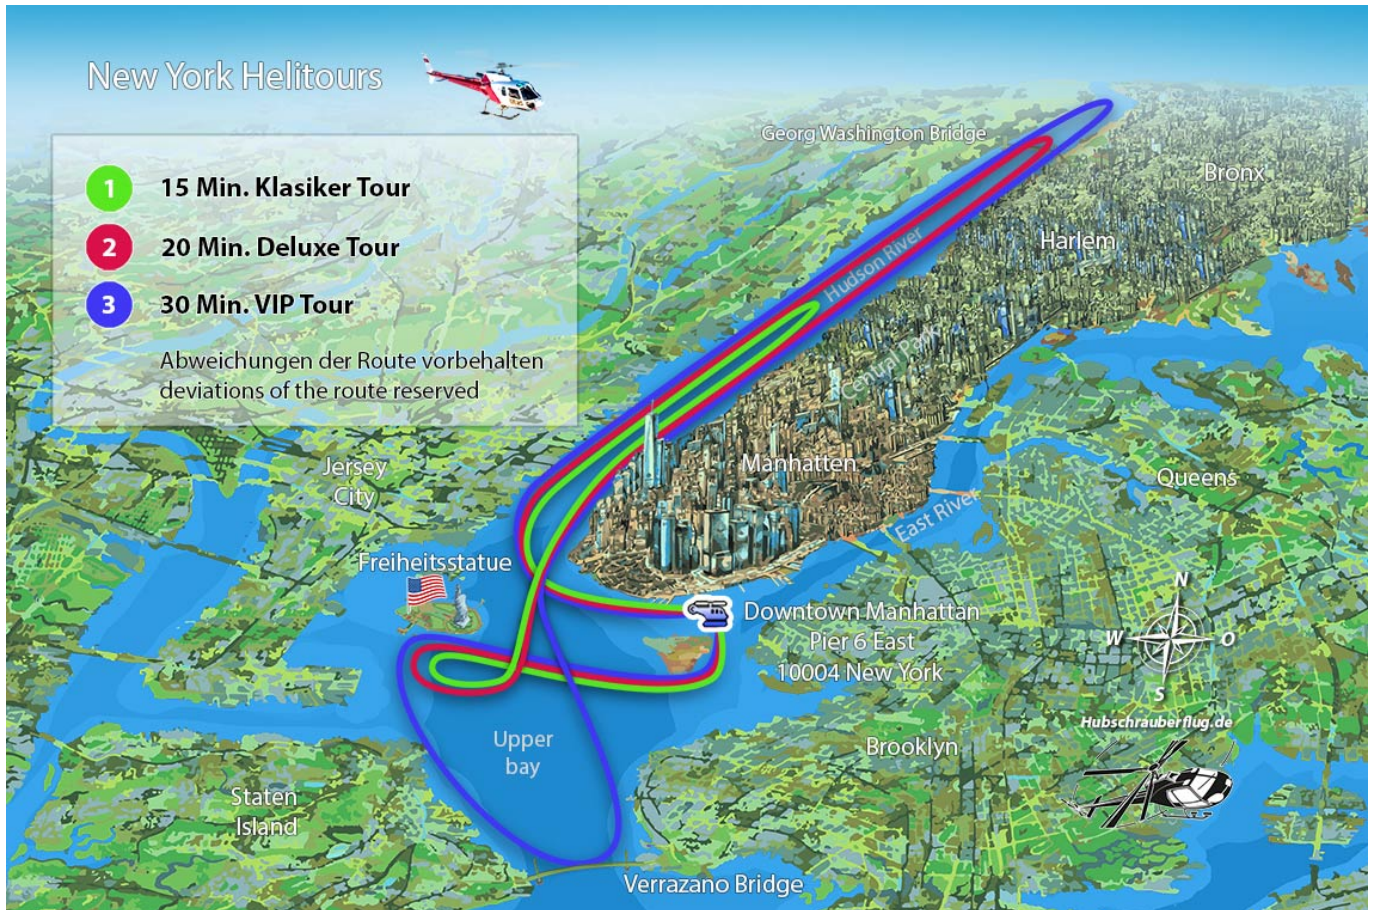 New York Helitours
1 15 Min. Klasiker Tour
2 20 Min. Deluxe Tour
3 30 Min. VIP Tour
Abweichungen der Route vorbehalten
deviations of the route reserved
Georg Washington Bridge
Bronx
Harlem
Hudson River
Central Park
Jersey
City
Manhatten
Queens
East River
Freiheitsstatue
Downtown Manhattan
Pier 6 East
10004 New York
N
W
O
S
Hubschrauberflug.de
Upper
bay
Brooklyn
Staten
Island
Verrazano Bridge